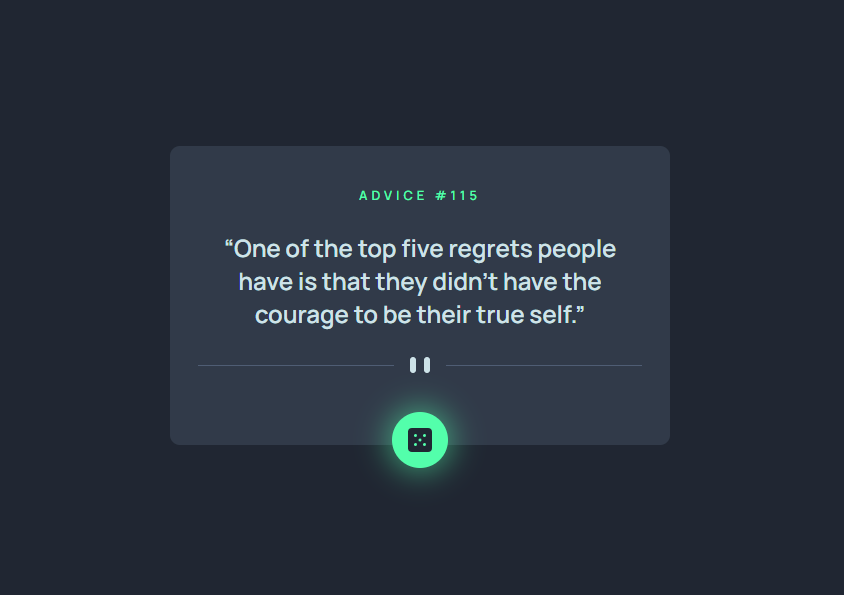 ADVICE #115
“One of the top five regrets people
have is that they didn’t have the
courage to be their true self.”